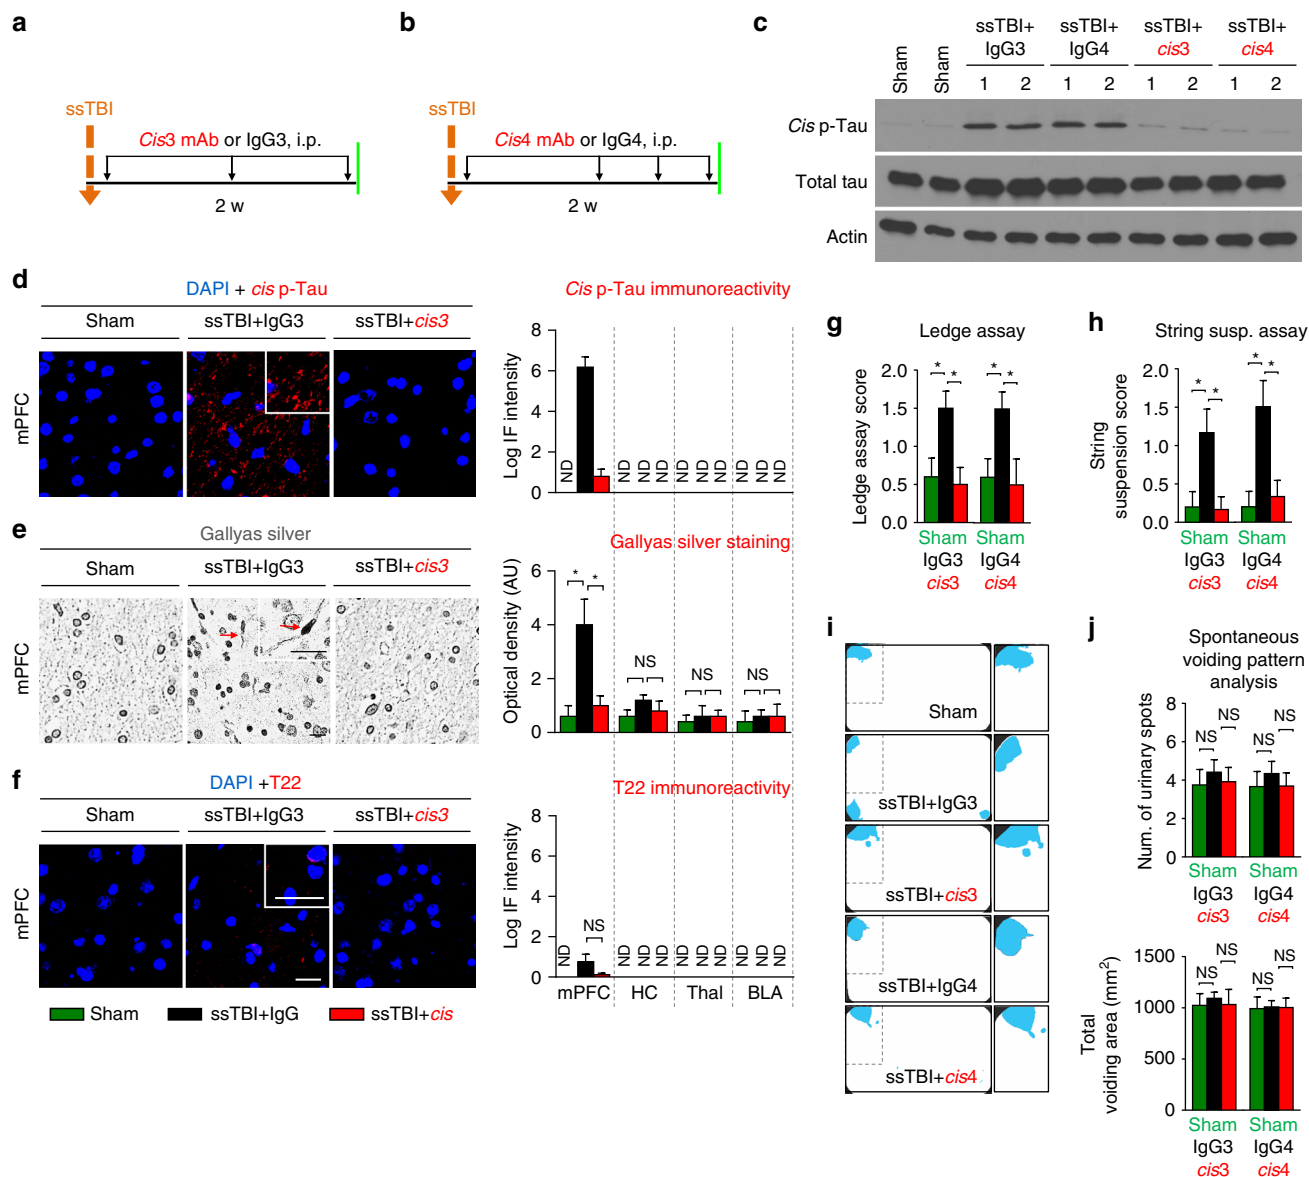 a
ssTBI
Cis3 mAb or IgG3, i.p.
2 w
b
ssTBI
Cis4 mAb or IgG4, i.p.
2 w
c
Sham
Sham
ssTBI+ IgG3
ssTBI+ IgG4
ssTBI+ cis3
ssTBI+ cis4
1 2 1 2 1 2 1 2
Cis p-Tau
Total tau
Actin
d
DAPI + cis p-Tau
Sham
ssTBI+IgG3
ssTBI+cis3
mPFC
Cis p-Tau immunoreactivity
Log IF intensity
8
6
4
2
0
ND
ND ND ND
ND ND ND
ND ND ND
e
Gallyas silver
Sham
ssTBI+IgG3
ssTBI+cis3
mPFC
Gallyas silver staining
Optical density (AU)
6
4
2
0
* *
NS
NS
NS
f
DAPI +T22
Sham
ssTBI+IgG3
ssTBI+cis3
mPFC
T22 immunoreactivity
Log IF intensity
8
6
4
2
0
ND
NS
ND ND ND
ND ND ND
ND ND ND
mPFC HC Thal BLA
Sham
ssTBI+IgG
ssTBI+cis
g
Ledge assay
Ledge assay score
2.0
1.5
1.0
0.5
0.0
* *
* *
Sham
IgG3
cis3
Sham
IgG4
cis4
h
String susp. assay
String
suspension score
2.0
1.5
1.0
0.5
0.0
* *
* *
Sham
IgG3
cis3
Sham
IgG4
cis4
i
Sham
ssTBI+IgG3
ssTBI+cis3
ssTBI+IgG4
ssTBI+cis4
j
Spontaneous
voiding pattern
analysis
Num. of urinary spots
8
6
4
2
0
NS NS
NS NS
Sham
IgG3
cis3
Sham
IgG4
cis4
Total
voiding area (mm²)
1500
1000
500
0
NS NS
NS NS
Sham
IgG3
cis3
Sham
IgG4
cis4